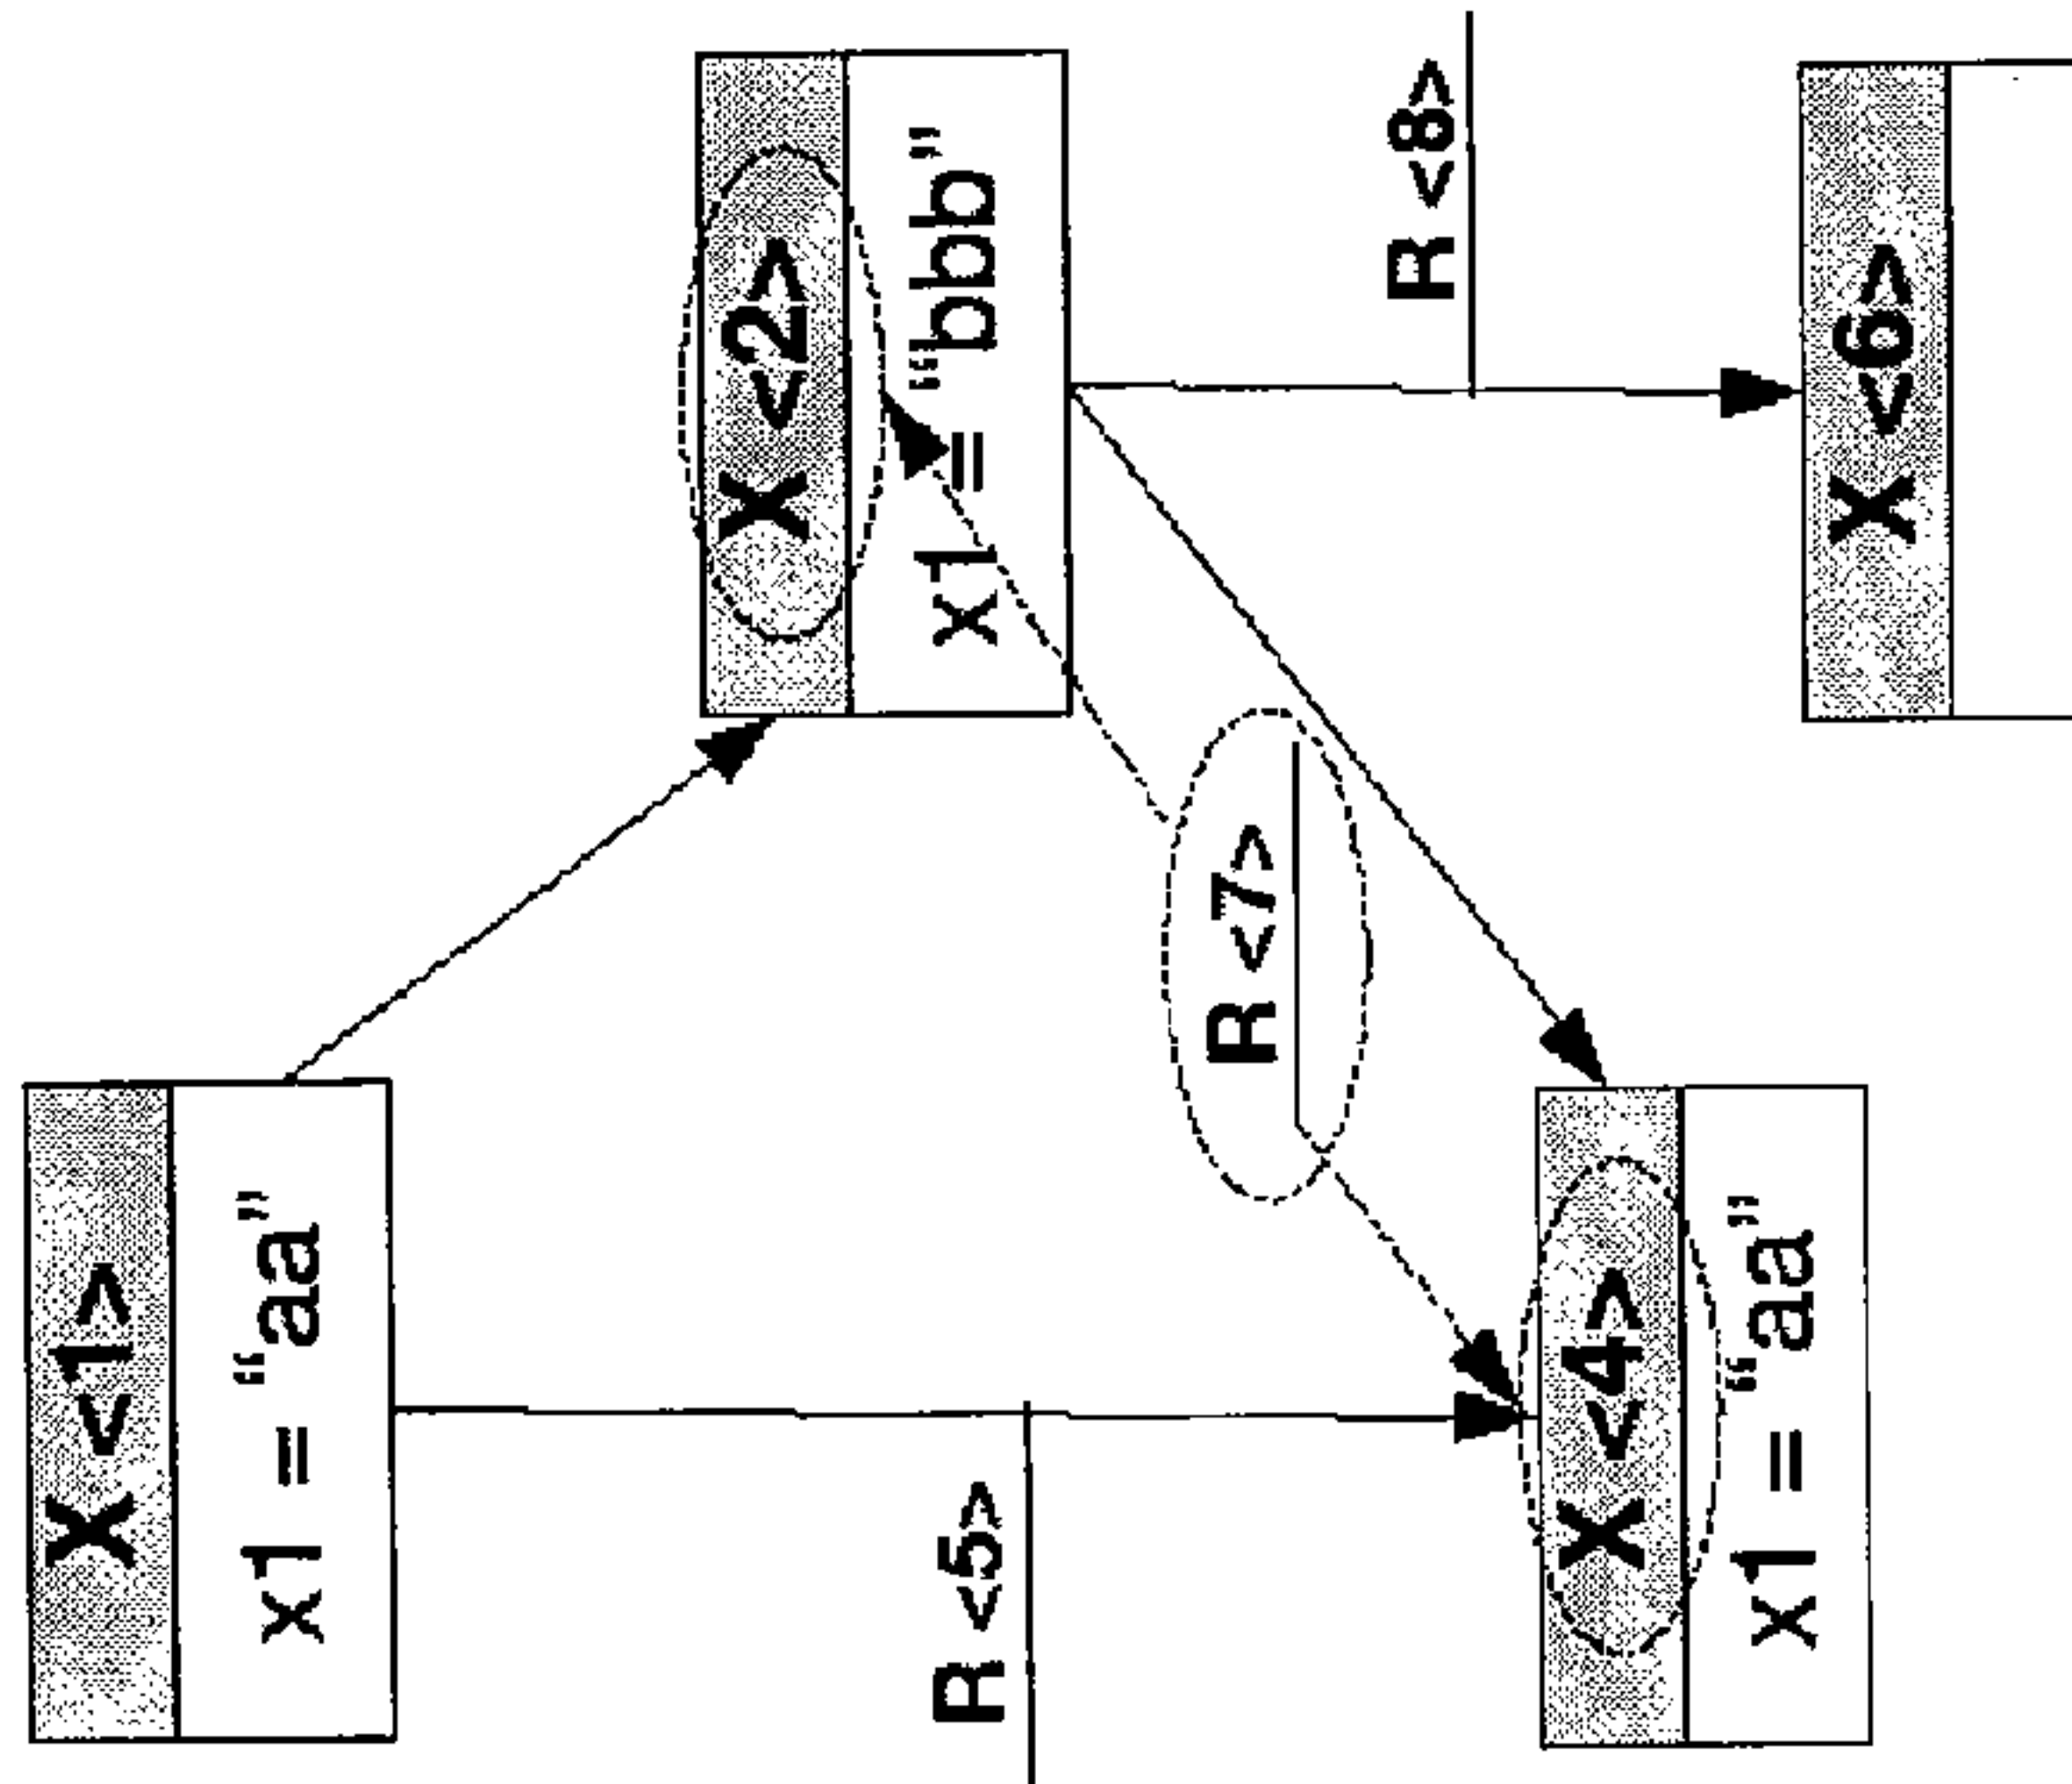 X <1>
x1 = “aa”
X <2>
x1 = “bbb”
R <5>
R <7>
R <8>
X <4>
x1 = “aa”
X <6>